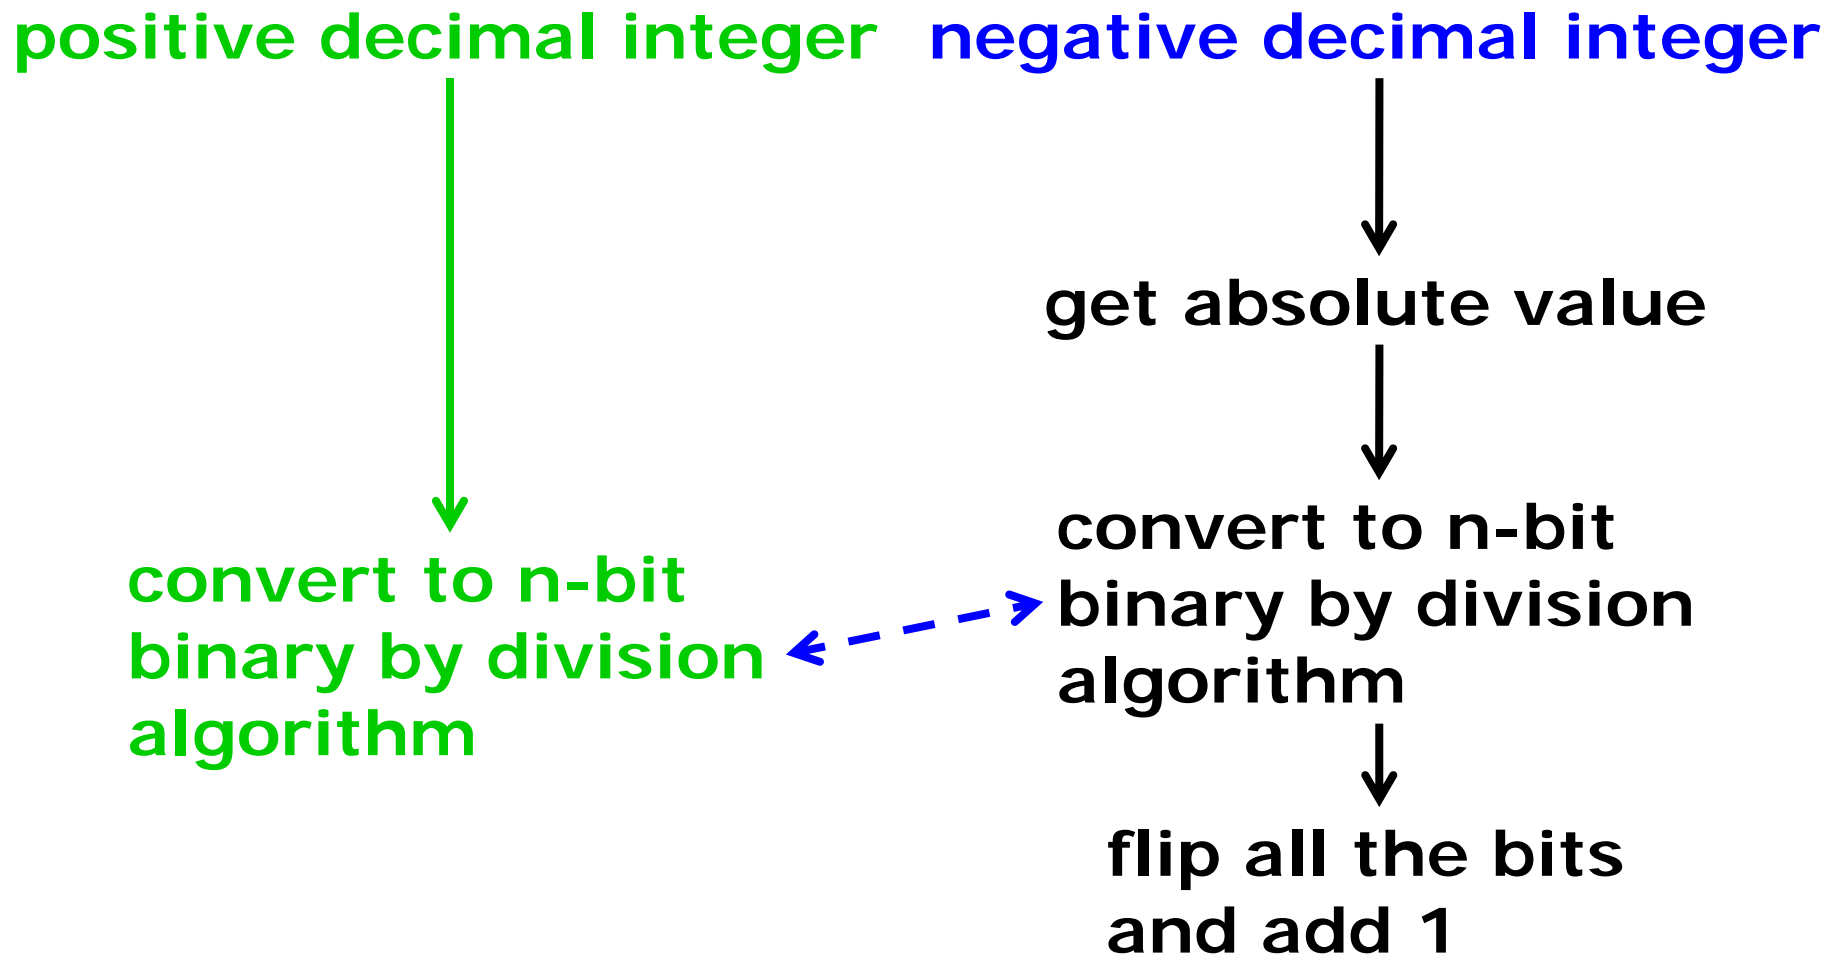 positive decimal integer
negative decimal integer
get absolute value
convert to n-bit
binary by division
algorithm
convert to n-bit
binary by division
algorithm
flip all the bits
and add 1